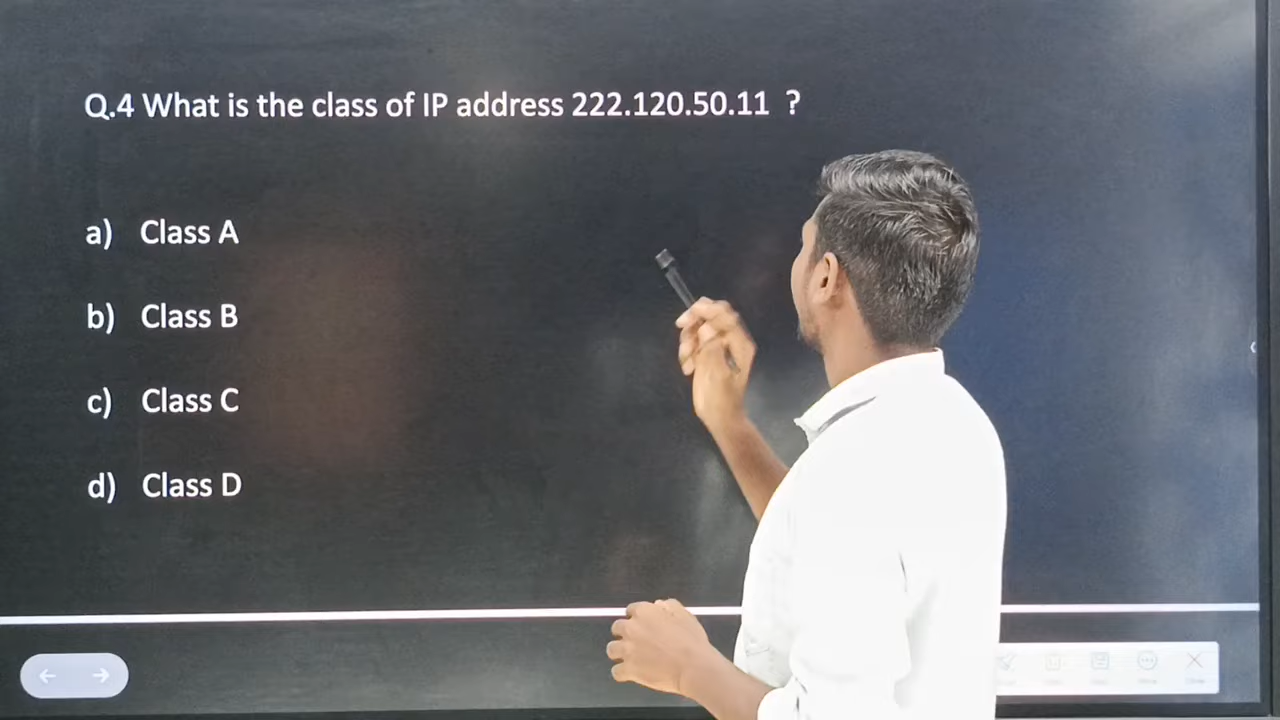 Q.4 What is the class of IP address 222.120.50.11 ?
a) Class A
b) Class B
c) Class C
d) Class D